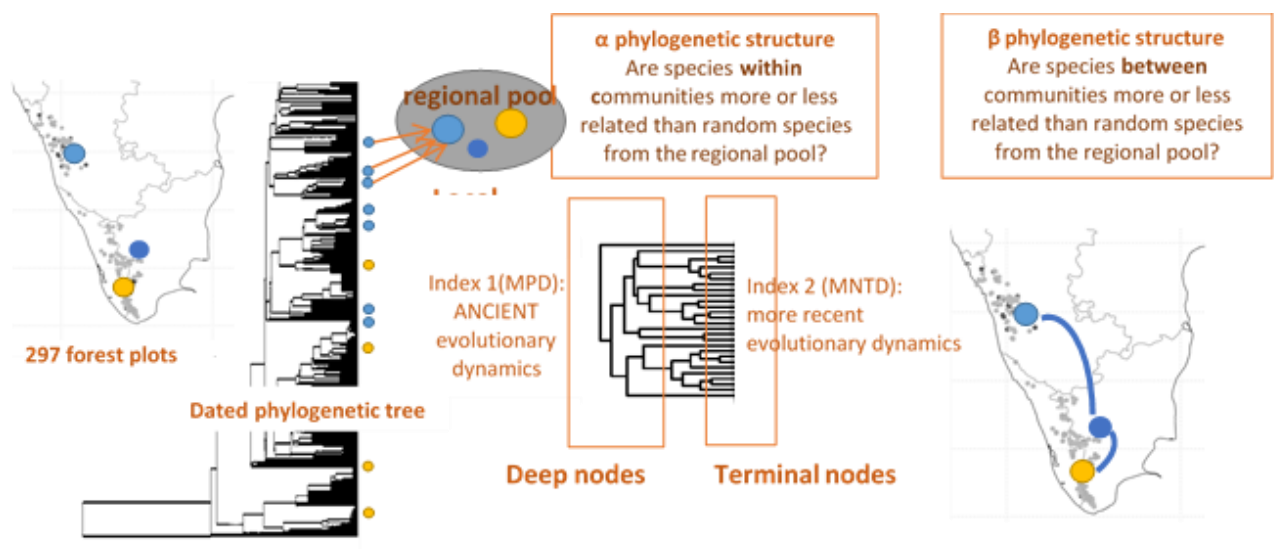 α phylogenetic structure
Are species within
communities more or less
related than random species
from the regional pool?
β phylogenetic structure
Are species between
communities more or less
related than random species
from the regional pool?
regional pool
Index 1(MPD):
ANCIENT
evolutionary
dynamics
Index 2 (MNTD):
more recent
evolutionary dynamics
297 forest plots
Dated phylogenetic tree
Deep nodes
Terminal nodes